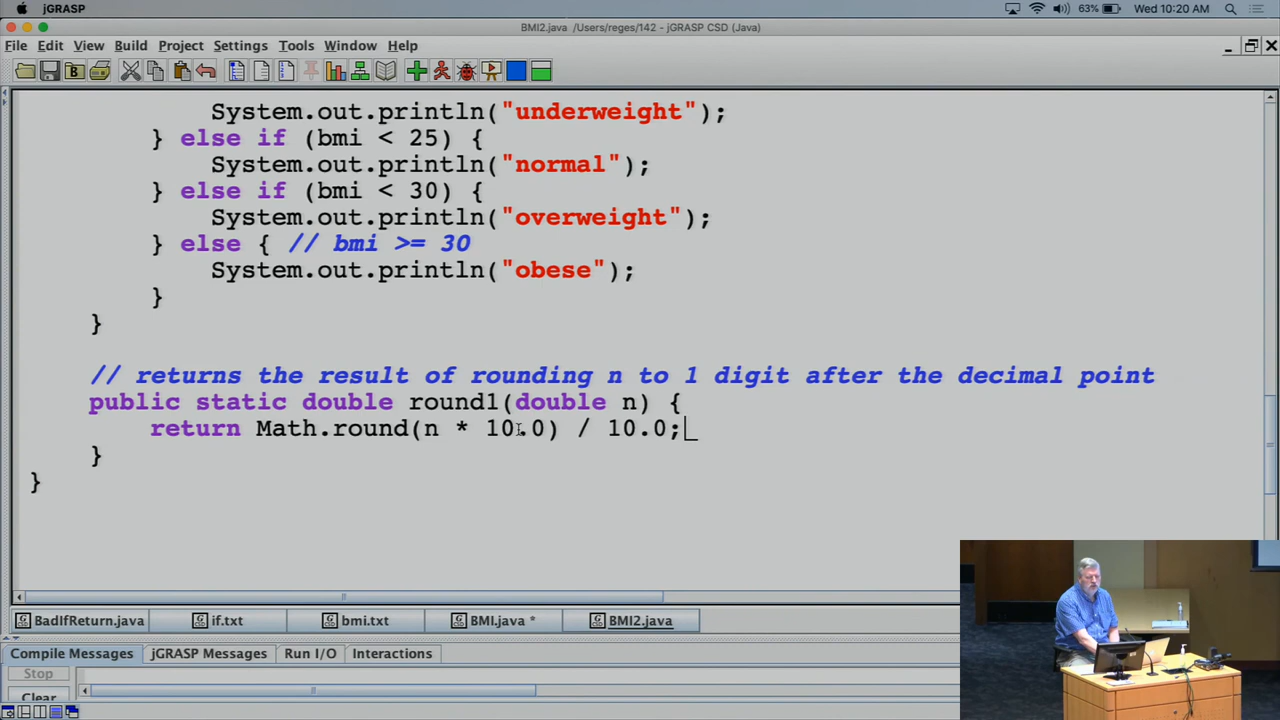 jGRASP
63%
Wed 10:20 AM
BMI2.java /Users/reges/142 - jGRASP CSD (Java)
File Edit View Build Project Settings Tools Window Help
System.out.println("underweight");
} else if (bmi < 25) {
System.out.println("normal");
} else if (bmi < 30) {
System.out.println("overweight");
} else { // bmi >= 30
System.out.println("obese");
}
}
// returns the result of rounding n to 1 digit after the decimal point
public static double round1(double n) {
return Math.round(n * 10.0) / 10.0;
}
}
BadIfReturn.java if.txt bmi.txt BMI.java * BMI2.java
Compile Messages jGRASP Messages Run I/O Interactions
Stop
Clear